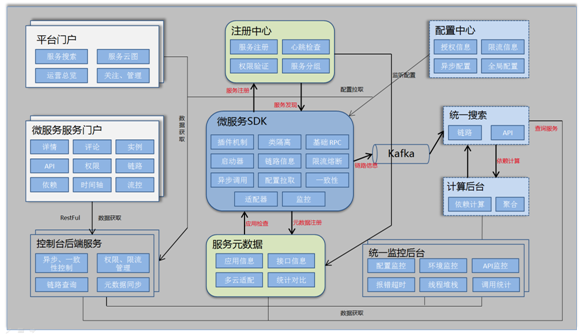 平台门户
服务搜索
服务云图
运营总览
关注、管理
注册中心
服务注册
心跳检查
权限验证
服务分组
配置中心
授权信息
限流信息
异步配置
全局配置
服务注册
服务发现
配置拉取
监听配置
数据获取
微服务服务门户
详情
评论
实例
API
权限
链路
依赖
时间轴
流控
微服务SDK
插件机制
类隔离
基础RPC
启动器
链路信息
限流熔断
异步调用
配置拉取
一致性
适配器
监控
Kafka
链路信息
统一搜索
链路
API
查询服务
依赖计算
计算后台
依赖计算
聚合
RestFul
数据获取
应用检查
元数据注册
控制台后端服务
异步、一致性控制
权限、限流管理
链路查询
元数据同步
服务元数据
应用信息
接口信息
多云适配
统计对比
统一监控后台
配置监控
环境监控
API监控
报错超时
线程堆栈
调用统计
数据获取